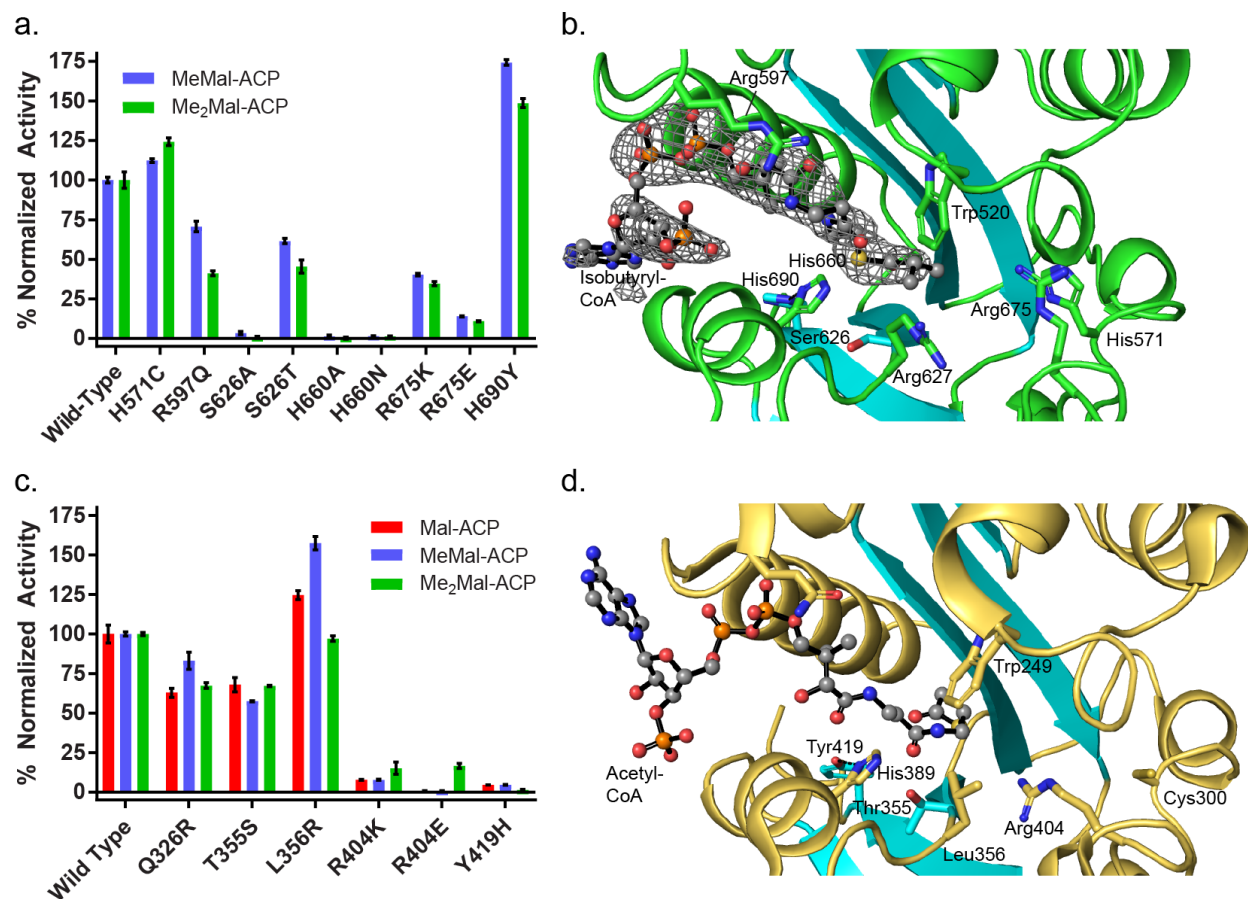 a.
175
150
125
100
75
50
25
0
% Normalized Activity
MeMal-ACP
Me₂Mal-ACP
Wild-Type
H571C
R597Q
S626A
S626T
H660A
H660N
R675K
R675E
H690Y
b.
Arg597
Trp520
His660
Isobutyryl-
CoA
His690
Arg675
Ser626
His571
Arg627
c.
175
150
125
100
75
50
25
0
% Normalized Activity
Mal-ACP
MeMal-ACP
Me₂Mal-ACP
Wild Type
Q326R
T355S
L356R
R404K
R404E
Y419H
d.
Trp249
Tyr419
His389
Acetyl-
CoA
Thr355
Cys300
Arg404
Leu356